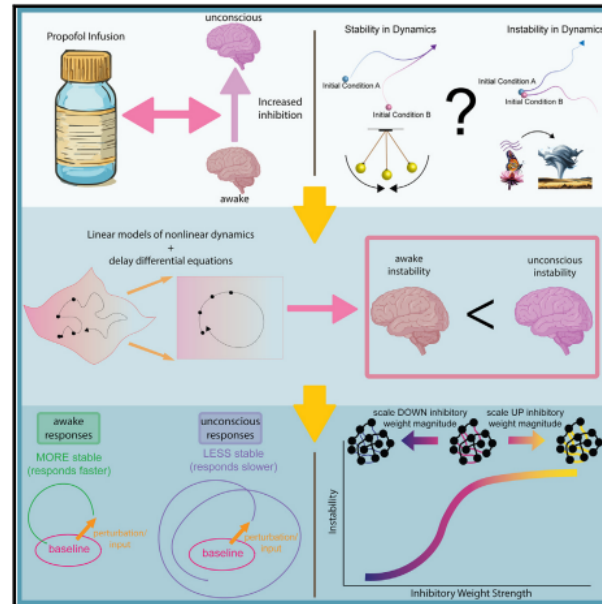 unconscious
Propofol Infusion
Increased
inhibition
awake
Stability in Dynamics
Initial Condition A
Initial Condition B
?
Instability in Dynamics
Initial Condition A
Initial Condition B
Linear models of nonlinear dynamics
+
delay differential equations
awake
instability
<
unconscious
instability
awake
responses
MORE stable
(responds faster)
perturbation/
input
baseline
unconscious
responses
LESS stable
(responds slower)
perturbation/
input
baseline
scale DOWN inhibitory
weight magnitude
scale UP inhibitory
weight magnitude
Instability
Inhibitory Weight Strength